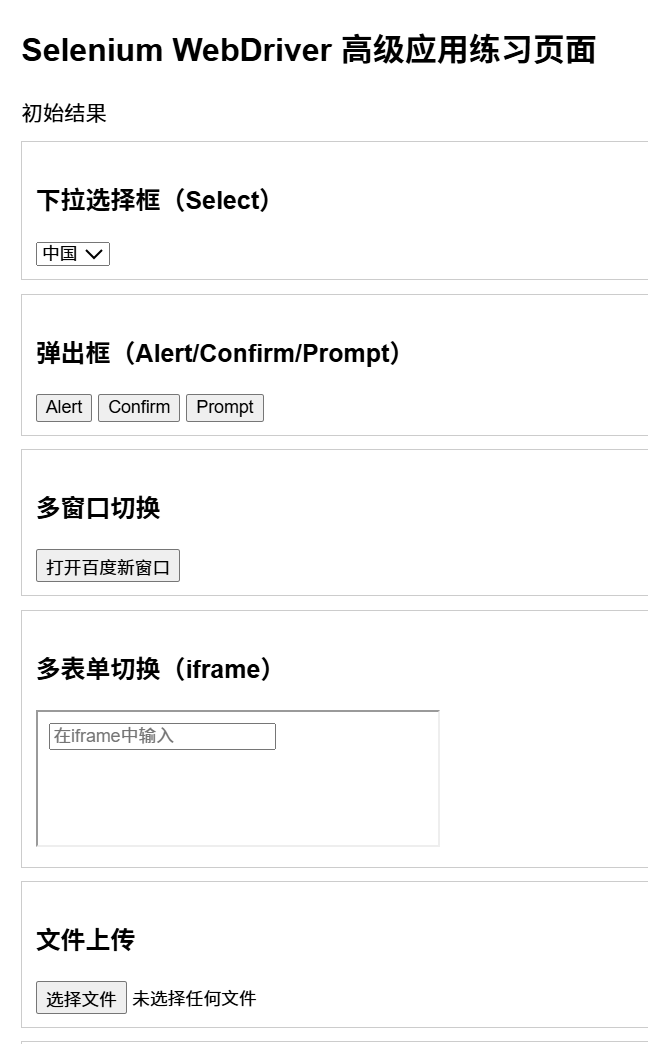 Selenium WebDriver 高级应用练习页面
初始结果
下拉选择框（Select）
中国
弹出框（Alert/Confirm/Prompt）
Alert Confirm Prompt
多窗口切换
打开百度新窗口
多表单切换（iframe）
在iframe中输入
文件上传
选择文件 未选择任何文件